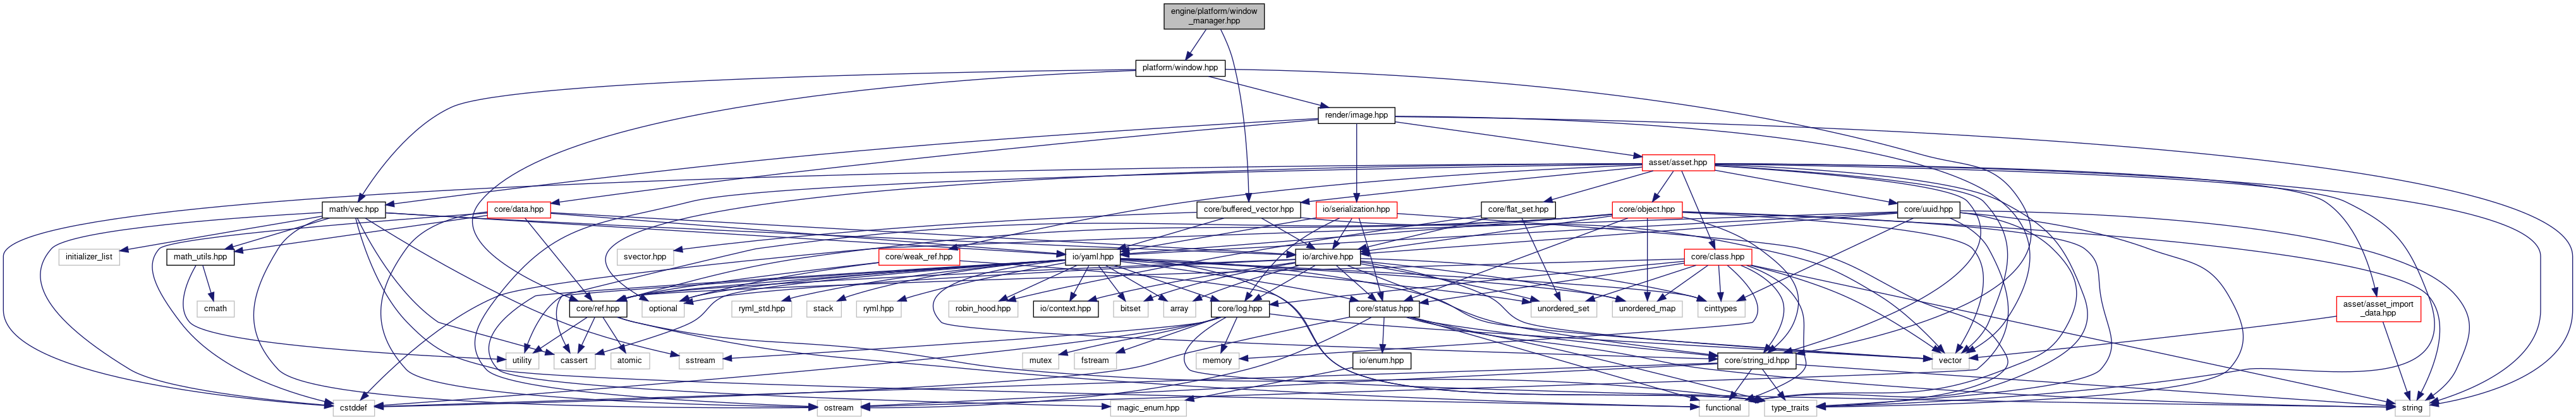 engine/platform/window
_manager.hpp
platform/window.hpp
render/image.hpp
asset/asset.hpp
math/vec.hpp
core/data.hpp
core/buffered_vector.hpp
io/serialization.hpp
core/flat_set.hpp
core/object.hpp
core/uuid.hpp
initializer_list
math_utils.hpp
svector.hpp
core/weak_ref.hpp
io/yaml.hpp
io/archive.hpp
core/class.hpp
cmath
core/ref.hpp
optional
ryml_std.hpp
stack
ryml.hpp
robin_hood.hpp
io/context.hpp
bitset
array
core/log.hpp
core/status.hpp
unordered_set
unordered_map
cinttypes
asset/asset_import
_data.hpp
utility
cassert
atomic
sstream
mutex
fstream
memory
io/enum.hpp
core/string_id.hpp
vector
cstddef
magic_enum.hpp
ostream
functional
type_traits
string